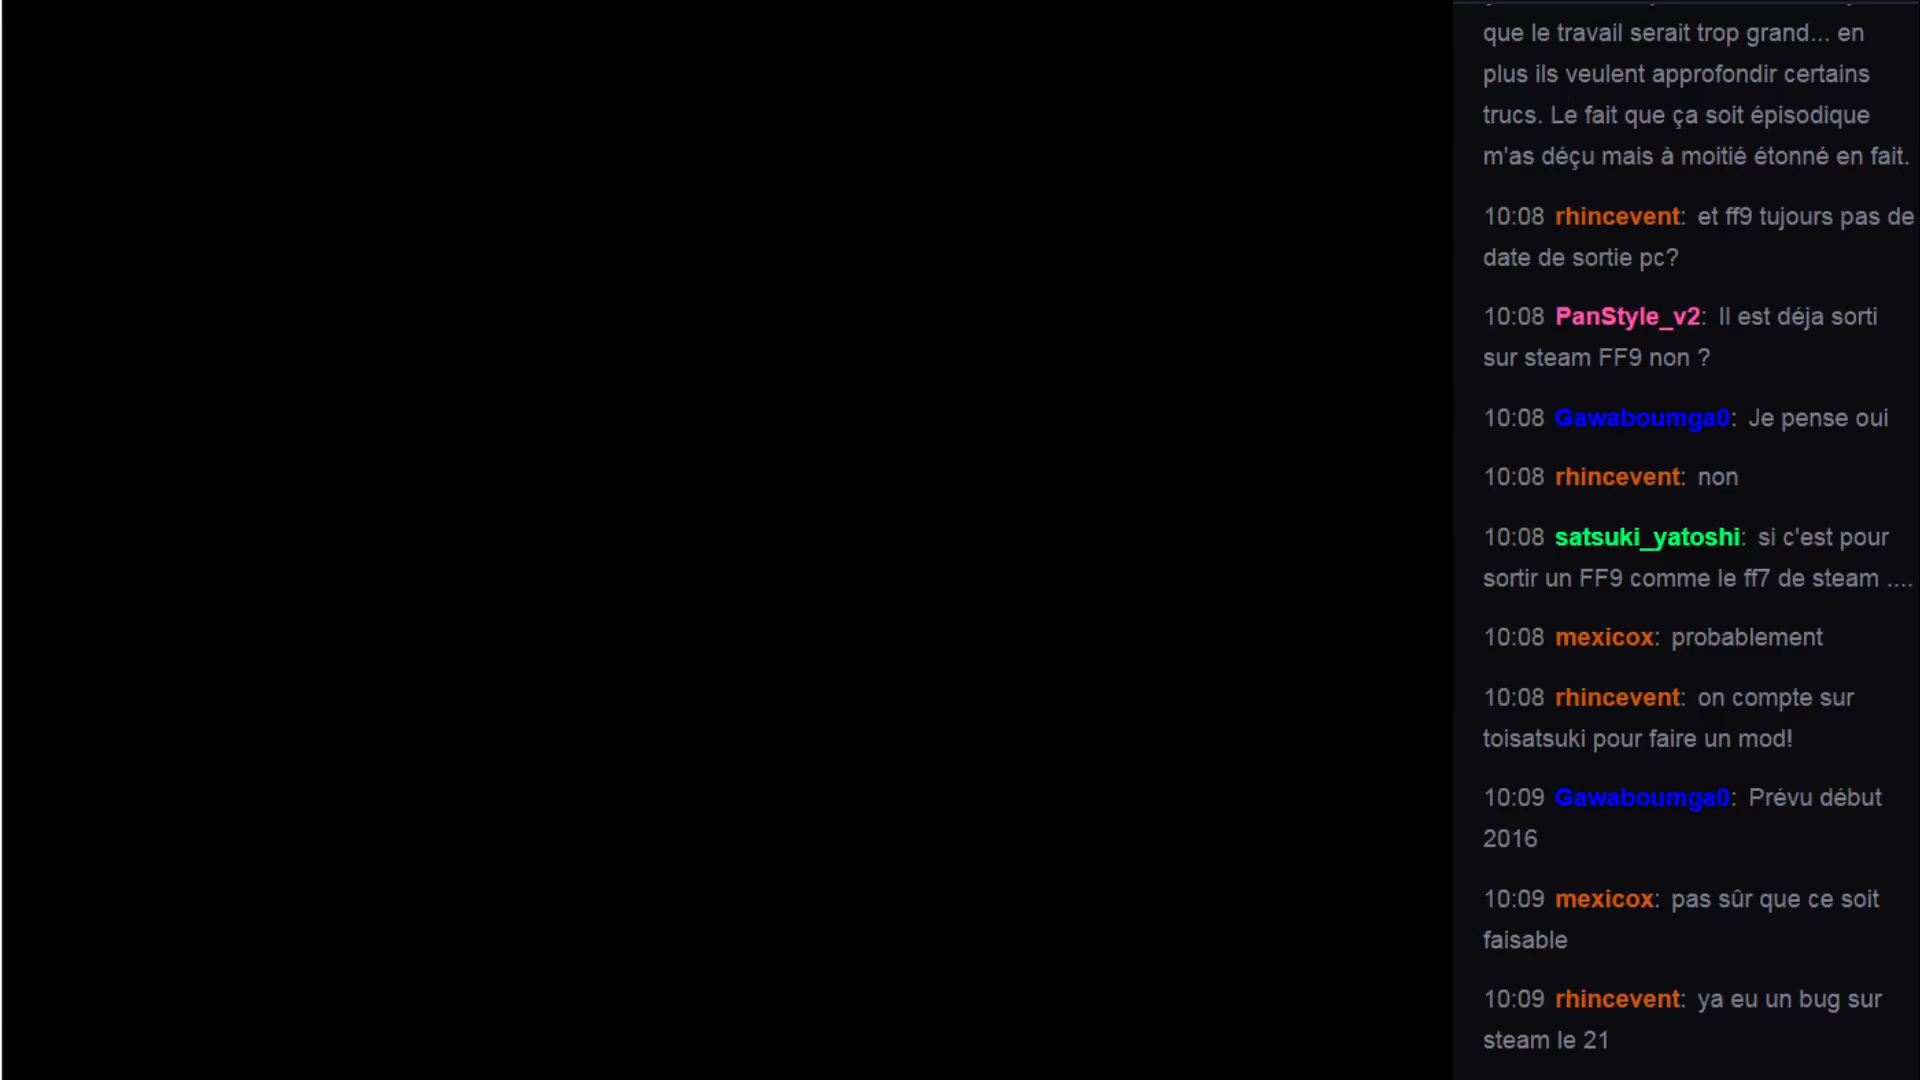 que le travail serait trop grand... en
plus ils veulent approfondir certains
trucs. Le fait que ça soit épisodique
m'as déçu mais à moitié étonné en fait.
10:08 rhincevent: et ff9 tujours pas de
date de sortie pc?
10:08 PanStyle_v2: Il est déja sorti
sur steam FF9 non ?
10:08 Gawaboumga0: Je pense oui
10:08 rhincevent: non
10:08 satsuki_yatoshi: si c'est pour
sortir un FF9 comme le ff7 de steam ....
10:08 mexicox: probablement
10:08 rhincevent: on compte sur
toisatsuki pour faire un mod!
10:09 Gawaboumga0: Prévu début
2016
10:09 mexicox: pas sûr que ce soit
faisable
10:09 rhincevent: ya eu un bug sur
steam le 21